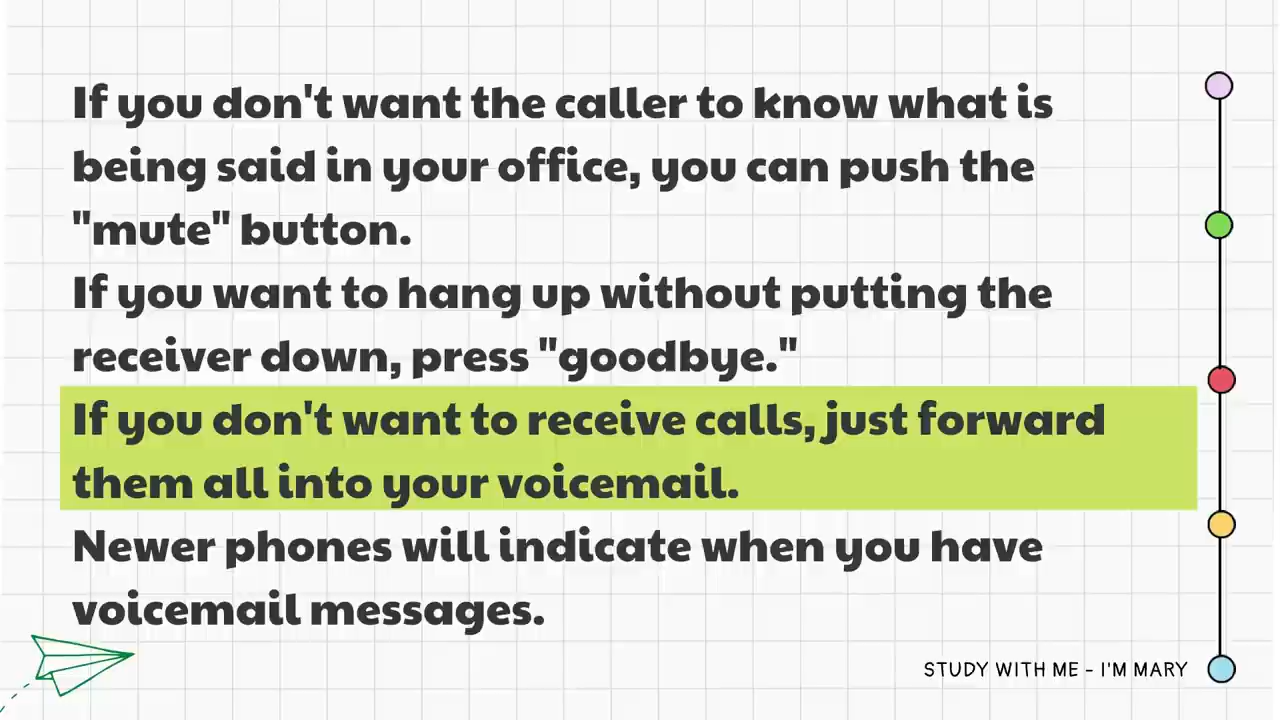 If you don't want the caller to know what is
being said in your office, you can push the
"mute" button.
If you want to hang up without putting the
receiver down, press "goodbye."
If you don't want to receive calls, just forward
them all into your voicemail.
Newer phones will indicate when you have
voicemail messages.
STUDY WITH ME - I'M MARY